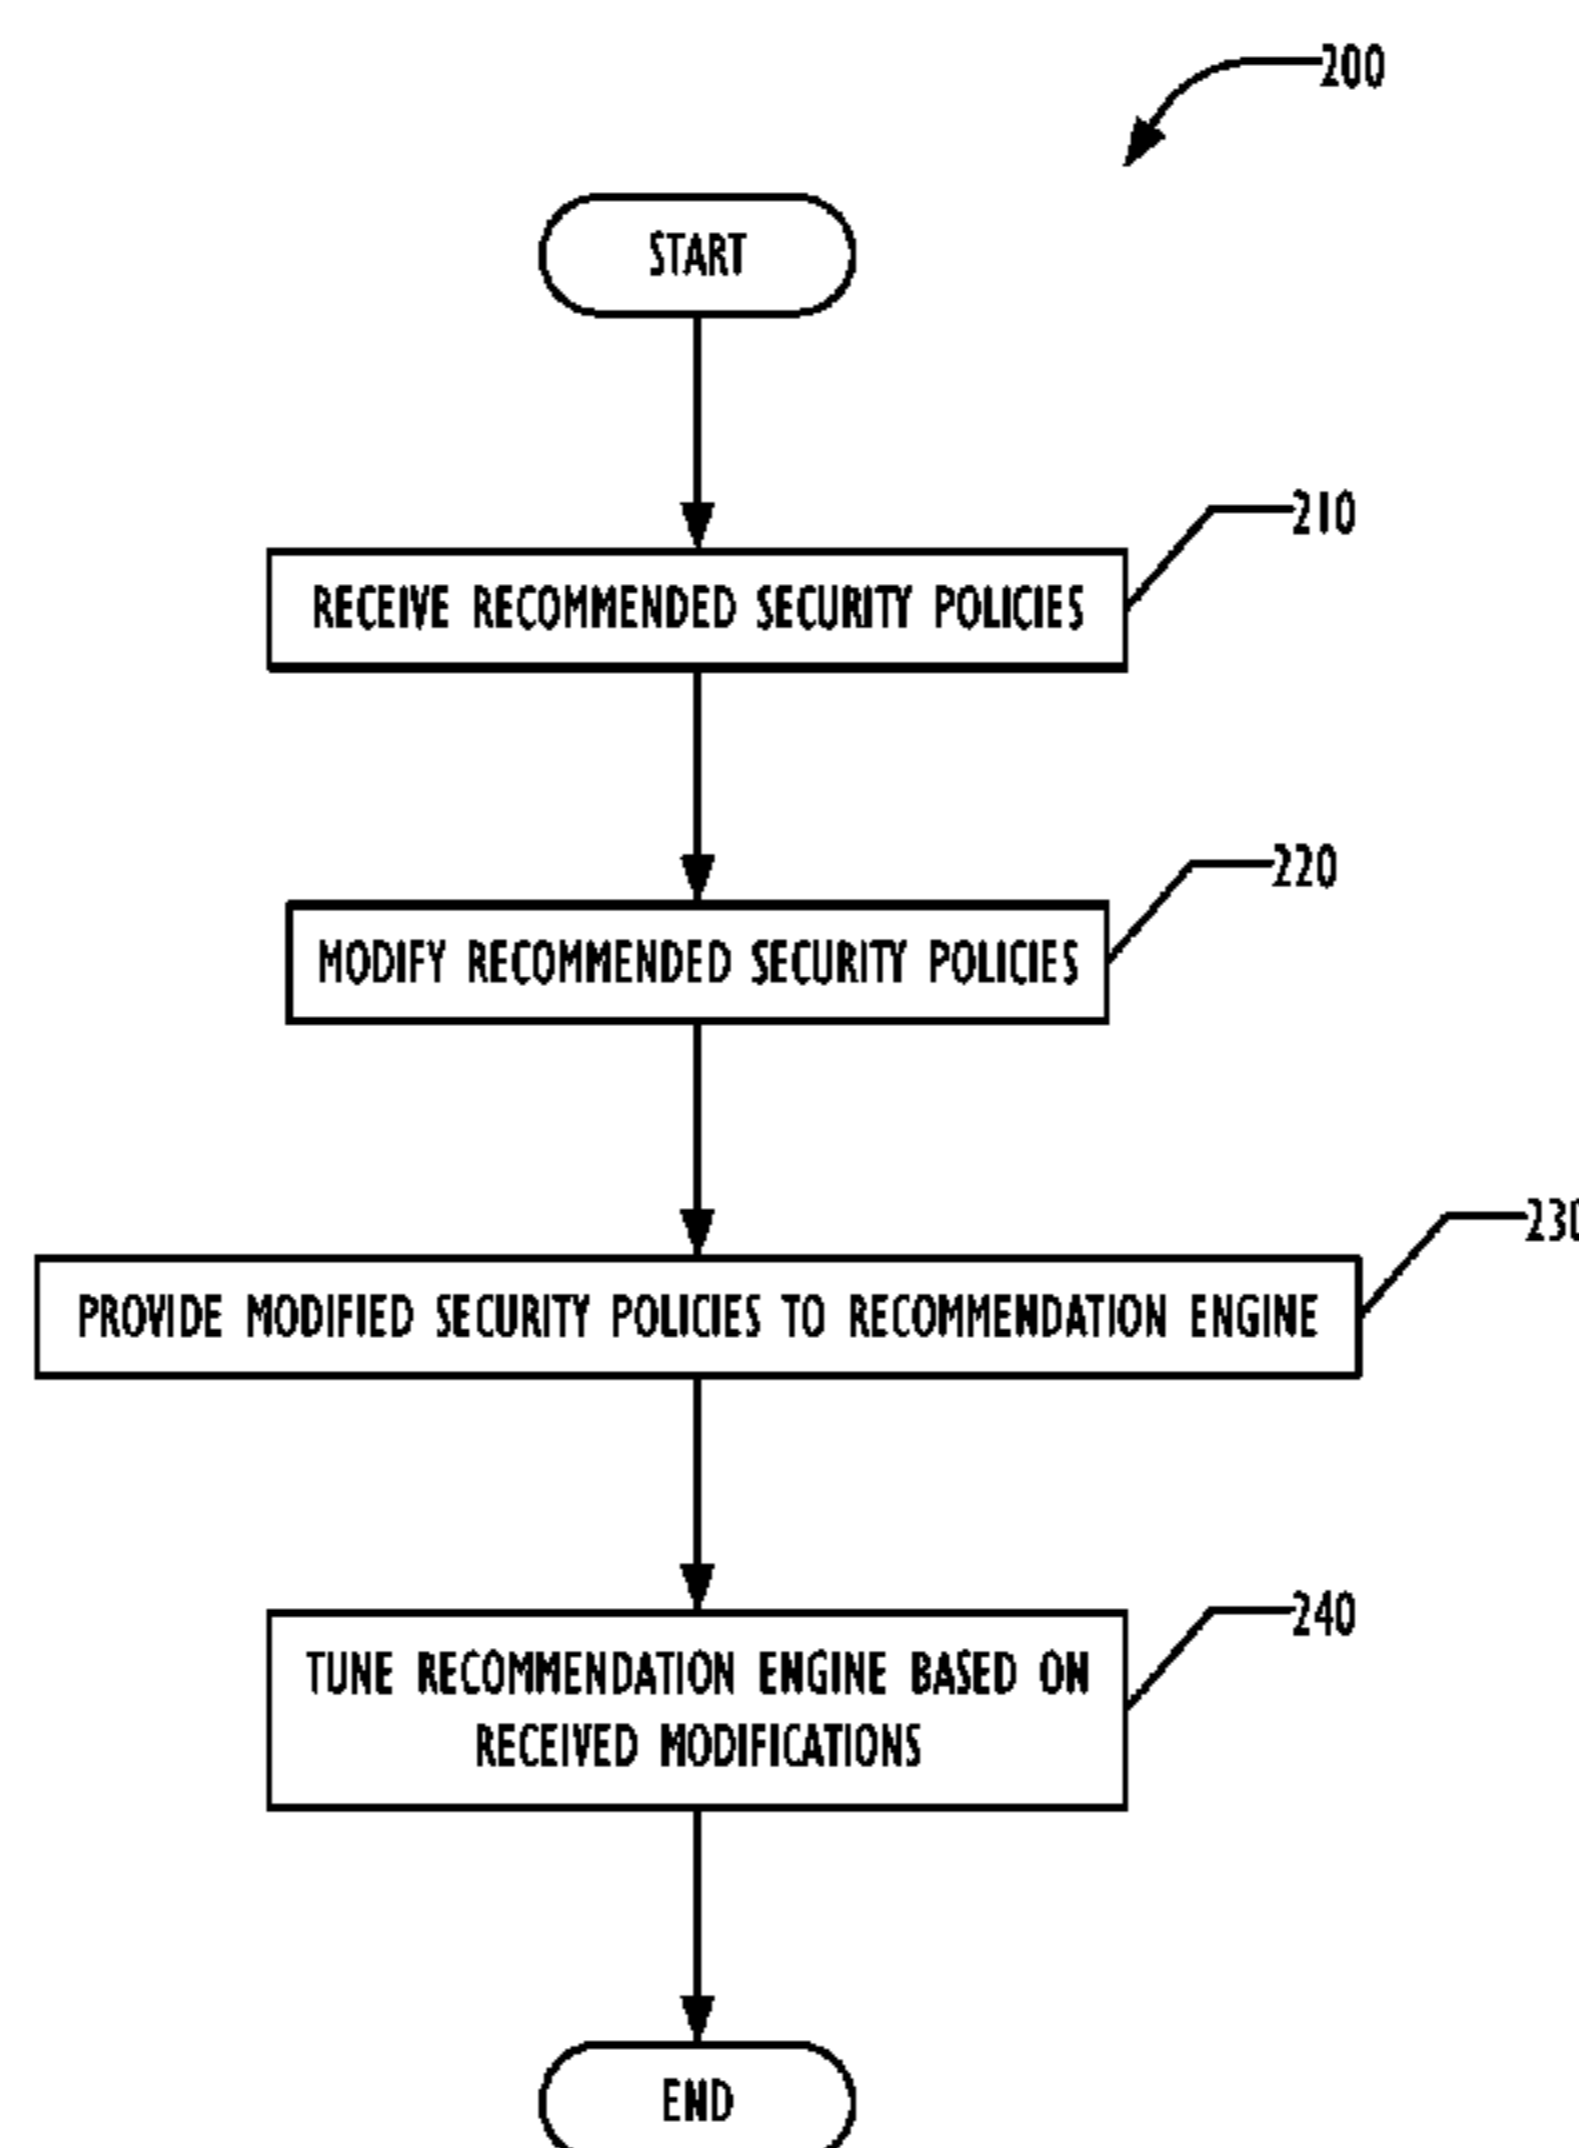 200
START
210
RECEIVE RECOMMENDED SECURITY POLICIES
220
MODIFY RECOMMENDED SECURITY POLICIES
230
PROVIDE MODIFIED SECURITY POLICIES TO RECOMMENDATION ENGINE
240
TUNE RECOMMENDATION ENGINE BASED ON
RECEIVED MODIFICATIONS
END